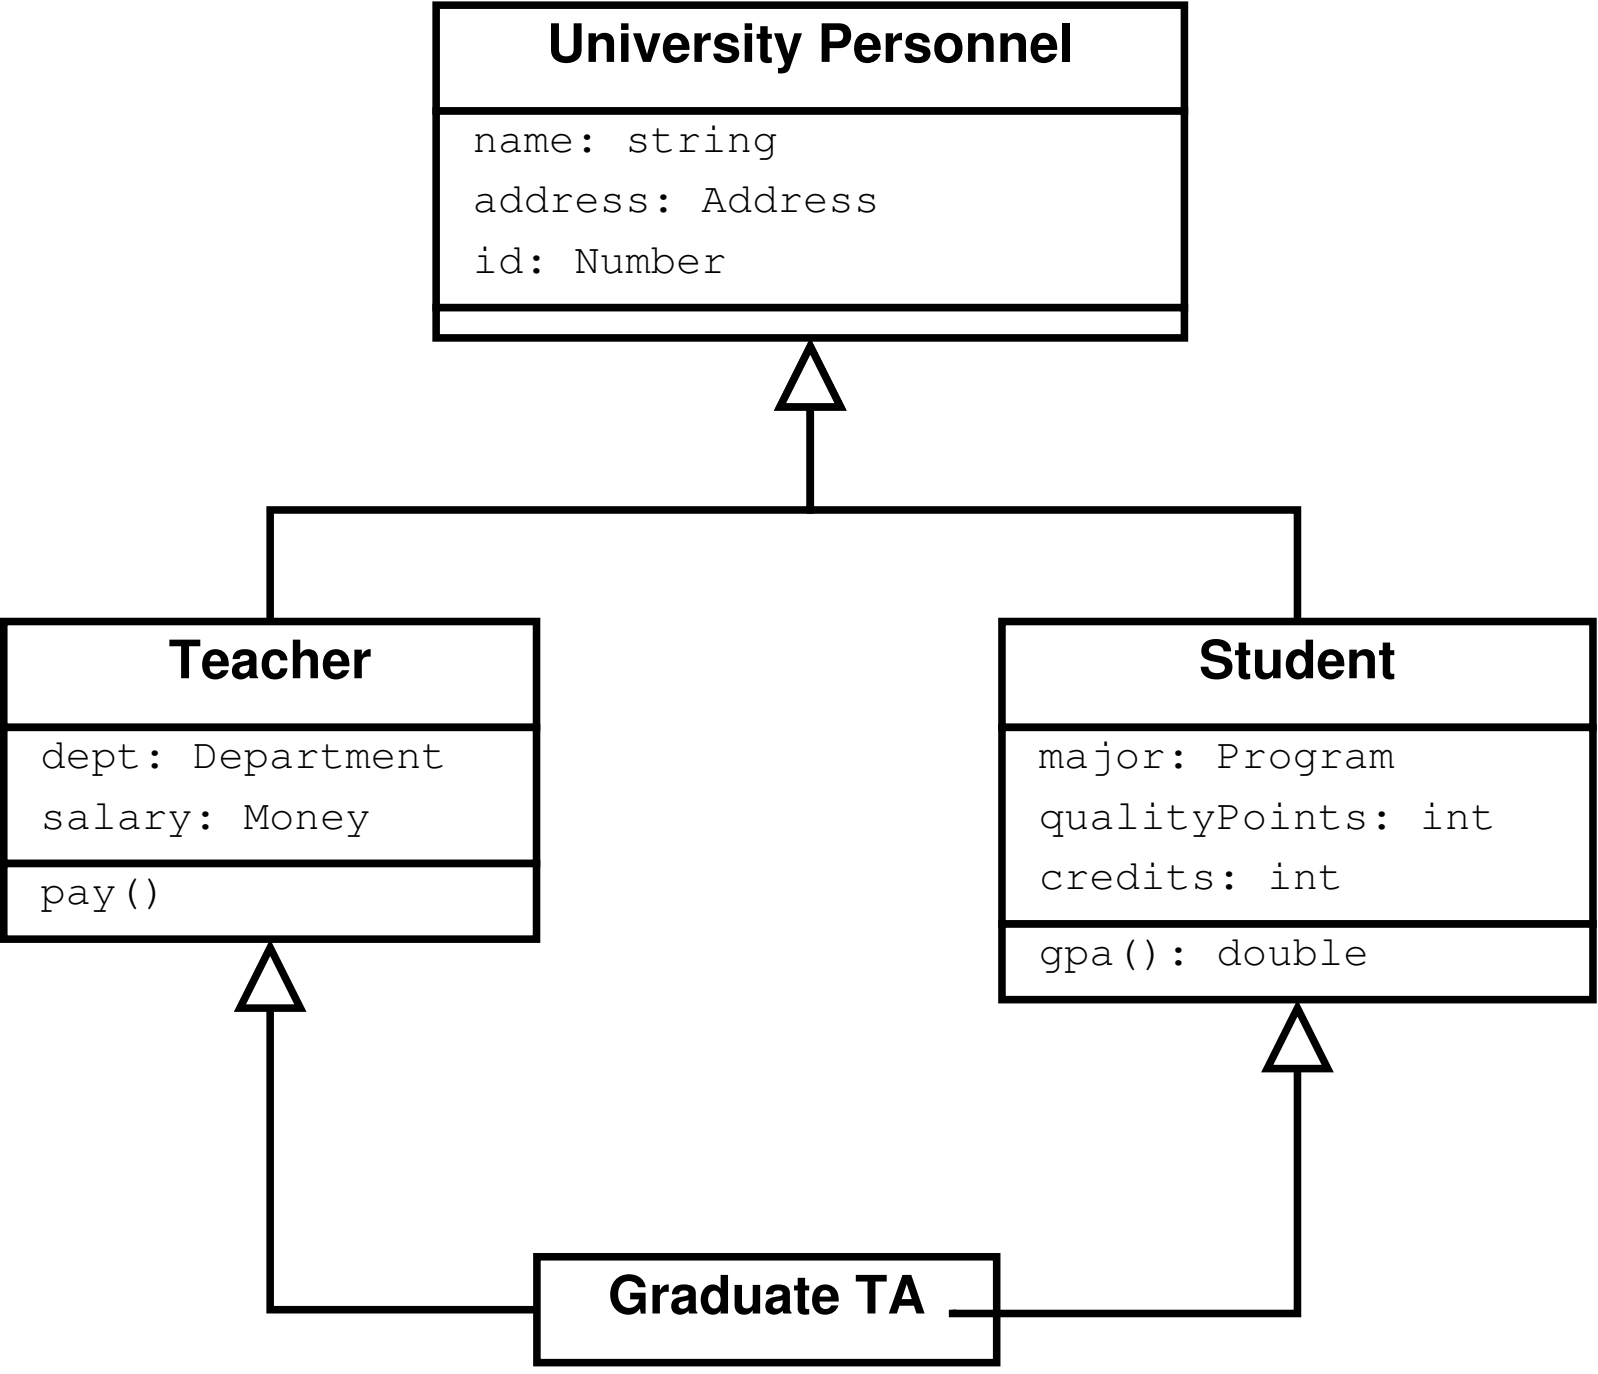 University Personnel
name: string
address: Address
id: Number
Teacher
dept: Department
salary: Money
pay()
Student
major: Program
qualityPoints: int
credits: int
gpa(): double
Graduate TA